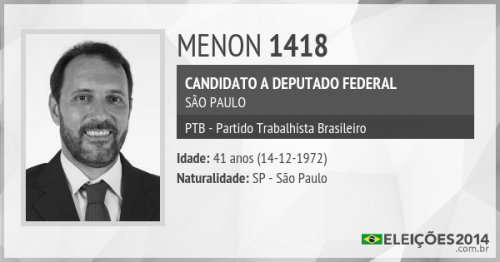 MENON 1418
CANDIDATO A DEPUTADO FEDERAL
SÃO PAULO
PTB - Partido Trabalhista Brasileiro
Idade: 41 anos (14-12-1972)
Naturalidade: SP - São Paulo
ELEIÇÕES2014
.com.br